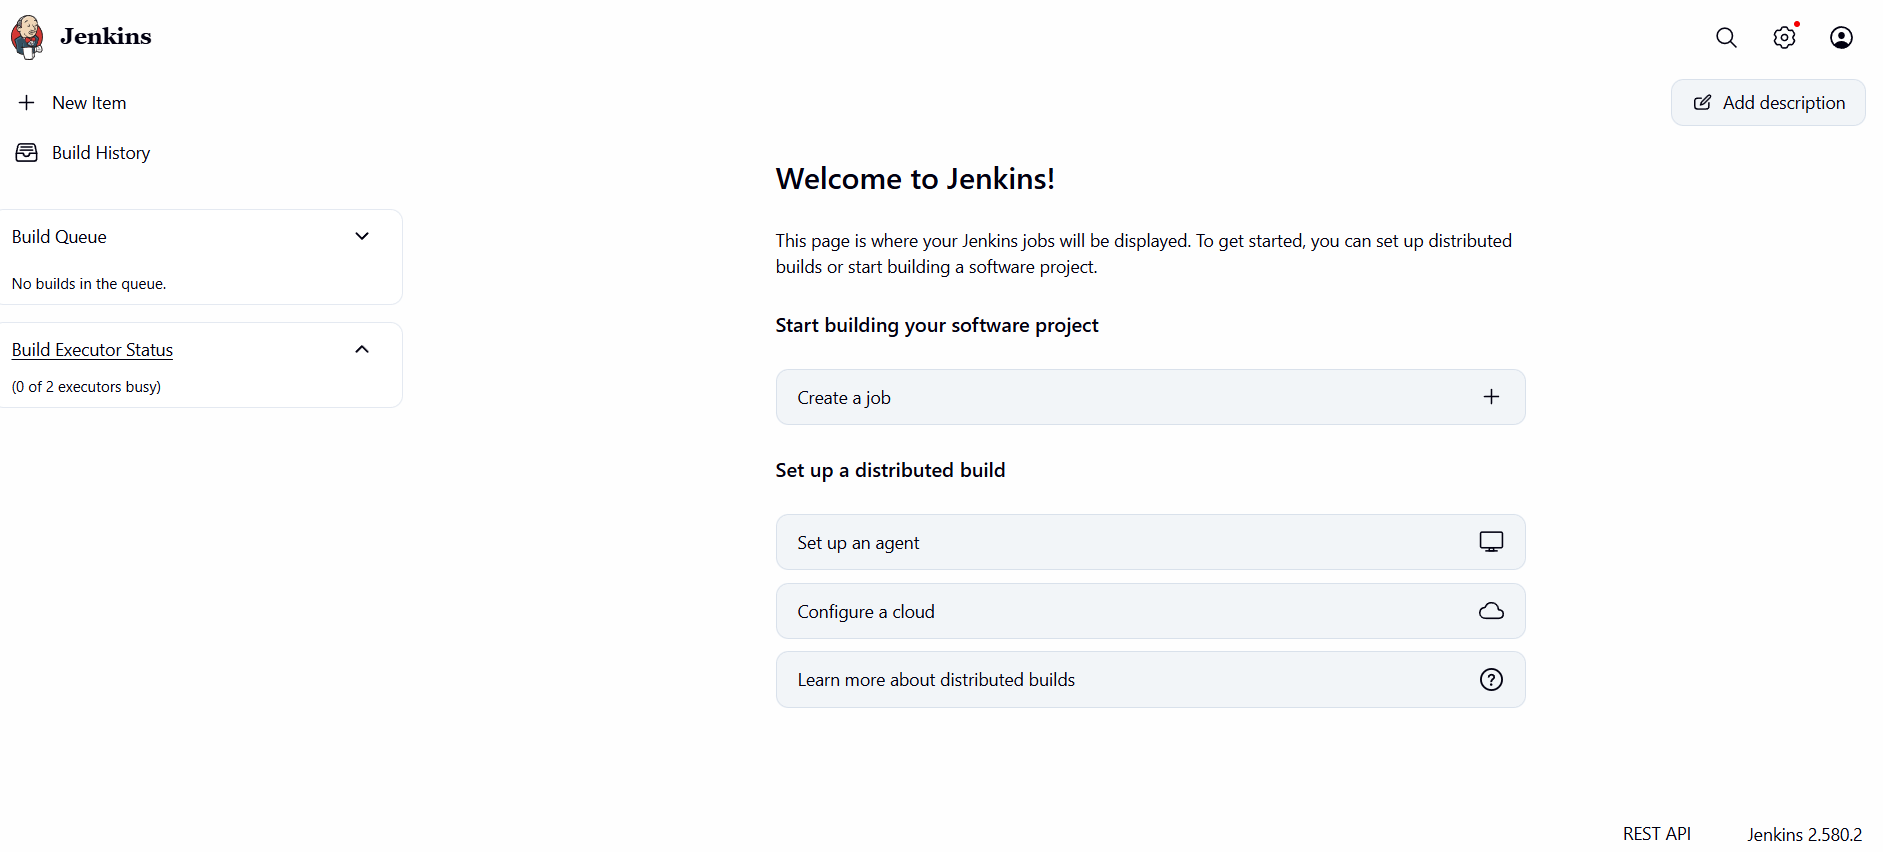 Jenkins
New Item
Build History
Build Queue
No builds in the queue.
Build Executor Status
(0 of 2 executors busy)
Add description
Welcome to Jenkins!
This page is where your Jenkins jobs will be displayed. To get started, you can set up distributed
builds or start building a software project.
Start building your software project
Create a job
Set up a distributed build
Set up an agent
Configure a cloud
Learn more about distributed builds
REST API
Jenkins 2.580.2